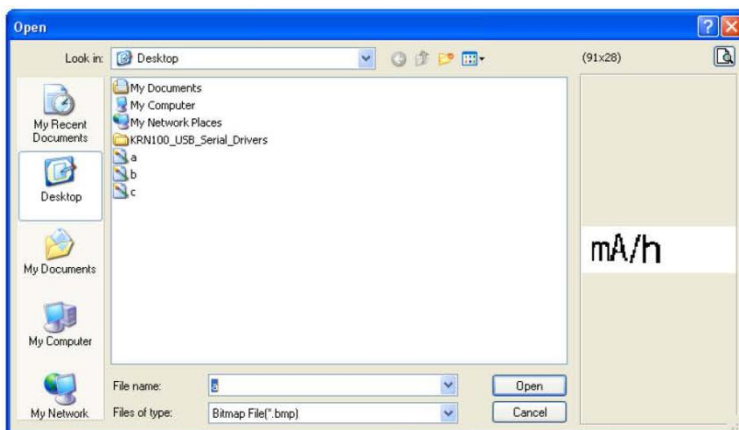 Open
Look in:
Desktop
(91x28)
My Recent
Documents
Desktop
My Documents
My Computer
My Network
My Documents
My Computer
My Network Places
KRN100_USB_Serial_Drivers
a
b
c
mA/h
File name:
a
Open
Files of type:
Bitmap File(*.bmp)
Cancel